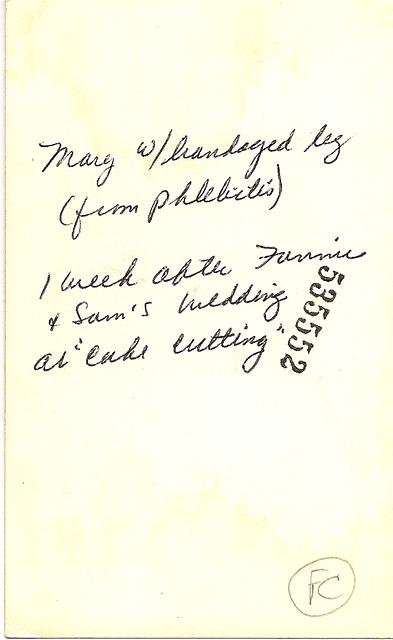 Mary w/bandaged leg
(from phlebitis)
1 week after Fannie
& Sam's wedding
at "cake cutting"
535552
FC